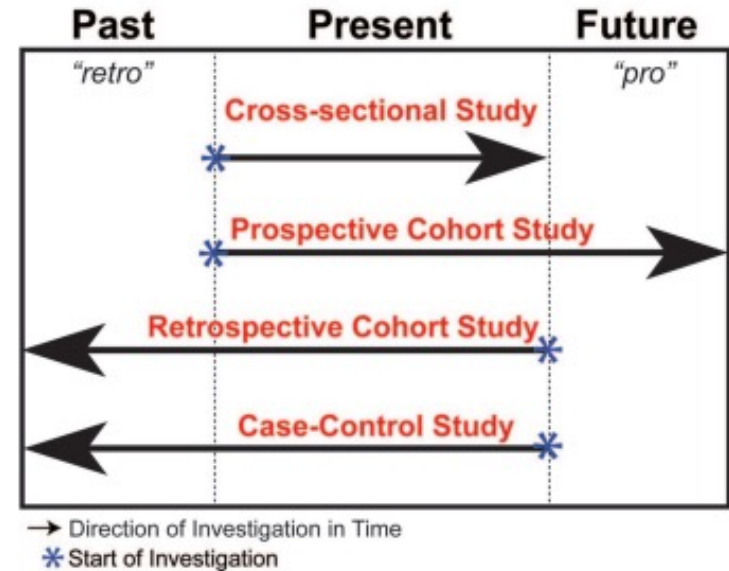 Past Present Future
“retro” “pro”
Cross-sectional Study
Prospective Cohort Study
Retrospective Cohort Study
Case-Control Study
Direction of Investigation in Time
Start of Investigation